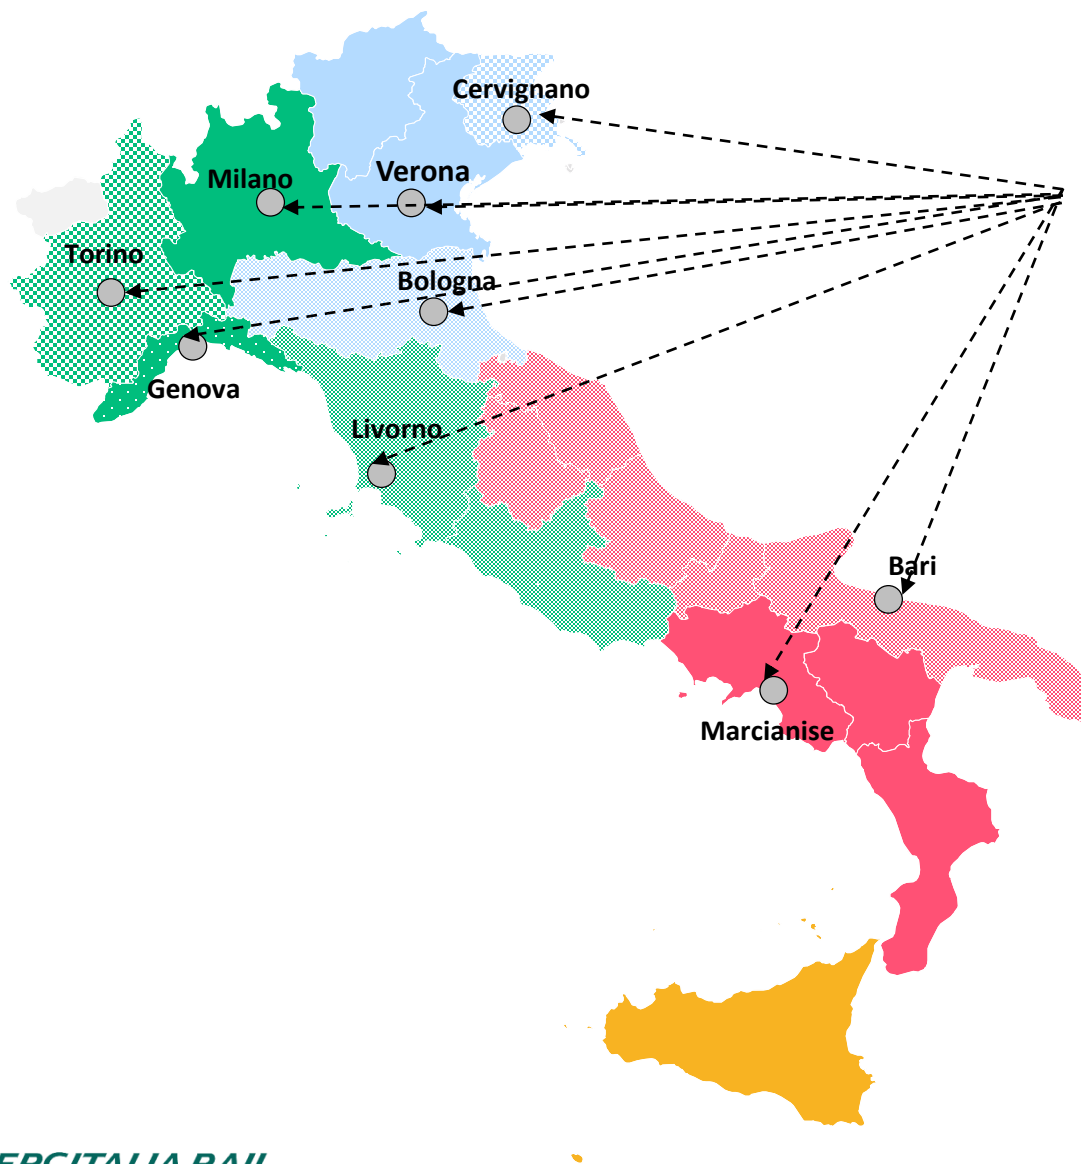 Cervignano
Milano
Verona
Torino
Bologna
Genova
Livorno
Bari
Marcianise